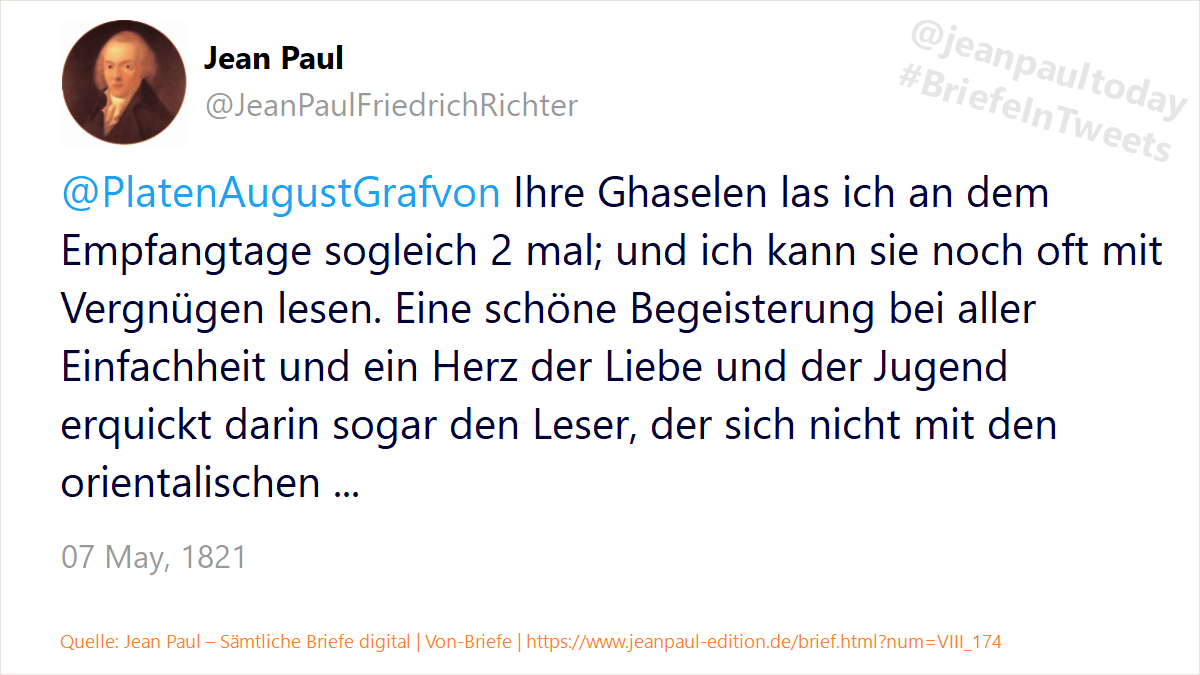 Jean Paul
@JeanPaulFriedrichRichter
@jeanpaultoday
#BriefeInTweets
@PlatenAugustGrafvon Ihre Ghaselen las ich an dem
Empfangtage sogleich 2 mal; und ich kann sie noch oft mit
Vergnügen lesen. Eine schöne Begeisterung bei aller
Einfachheit und ein Herz der Liebe und der Jugend
erquickt darin sogar den Leser, der sich nicht mit den
orientalischen ...
07 May, 1821
Quelle: Jean Paul – Sämtliche Briefe digital | Von-Briefe | https://www.jeanpaul-edition.de/brief.html?num=VIII_174